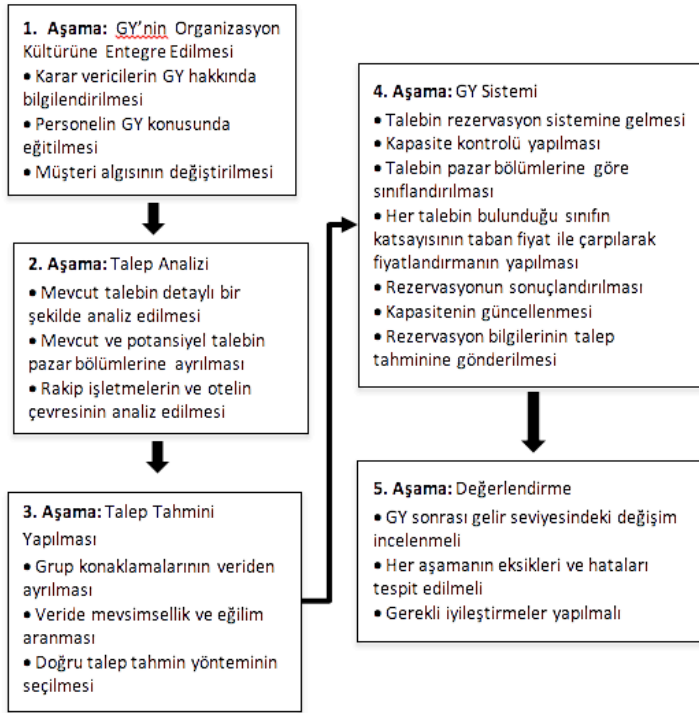 1. Aşama: GY’nin Organizasyon
Kültürüne Entegre Edilmesi
• Karar vericilerin GY hakkında
bilgilendirilmesi
• Personelin GY konusunda
eğitilmesi
• Müşteri algısının değiştirilmesi
2. Aşama: Talep Analizi
• Mevcut talebin detaylı bir
şekilde analiz edilmesi
• Mevcut ve potansiyel talebin
pazar bölümlerine ayrılması
• Rakip işletmelerin ve otelin
çevresinin analiz edilmesi
3. Aşama: Talep Tahmini
Yapılması
• Grup konaklamalarının veriden
ayrılması
• Veride mevsimsellik ve eğilim
aranması
• Doğru talep tahmin yönteminin
seçilmesi
4. Aşama: GY Sistemi
• Talebin rezervasyon sistemine gelmesi
• Kapasite kontrolü yapılması
• Talebin pazar bölümlerine göre
sınıflandırılması
• Her talebin bulunduğu sınıfın
katsayısının taban fiyat ile çarpılarak
fiyatlandırmanın yapılması
• Rezervasyonun sonuçlandırılması
• Kapasitenin güncellenmesi
• Rezervasyon bilgilerinin talep
tahminine gönderilmesi
5. Aşama: Değerlendirme
• GY sonrası gelir seviyesindeki değişim
incelenmeli
• Her aşamanın eksikleri ve hataları
tespit edilmeli
• Gerekli iyileştirmeler yapılmalı